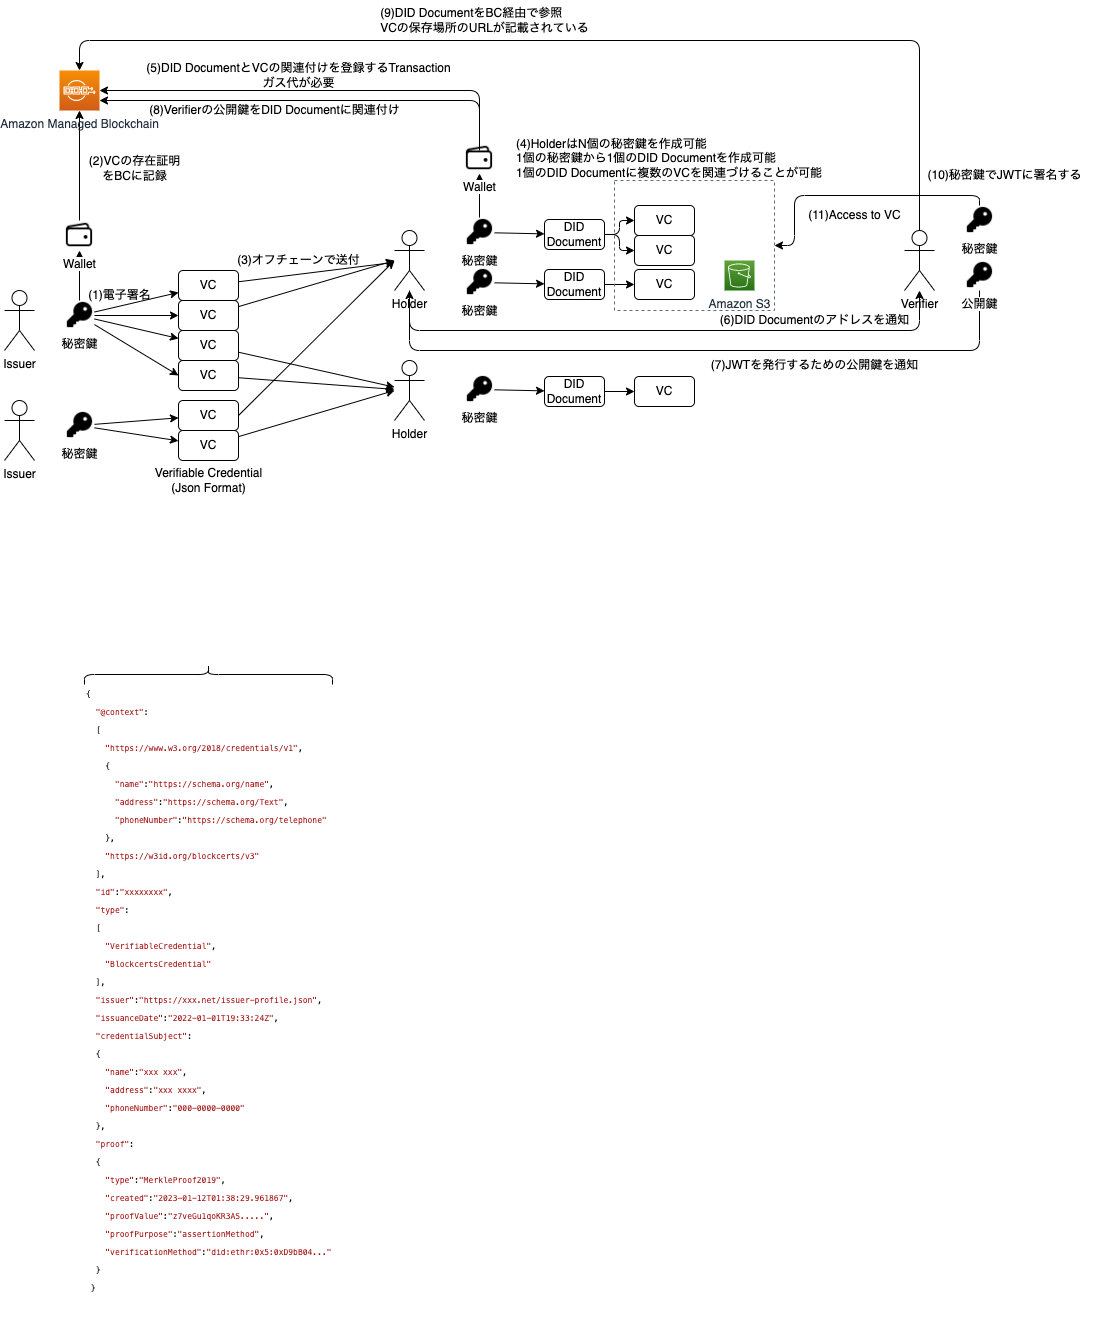 (9)DID DocumentをBC経由で参照
VCの保存場所のURLが記載されている
(5)DID DocumentとVCの関連付けを登録するTransaction
ガス代が必要
(8)Verifierの公開鍵をDID Documentに関連付け
Amazon Managed Blockchain
(2)VCの存在証明
をBCに記録
(4)HolderはN個の秘密鍵を作成可能
1個の秘密鍵から1個のDID Documentを作成可能
1個のDID Documentに複数のVCを関連づけることが可能
(10)秘密鍵でJWTに署名する
Wallet
(11)Access to VC
VC
DID
Document
VC
秘密鍵
秘密鍵
Wallet
(3)オフチェーンで送付
VC
DID
Document
VC
(1)電子署名
秘密鍵
Holder
Amazon S3
Verifier
公開鍵
VC
(6)DID Documentのアドレスを通知
秘密鍵
VC
Issuer
(7)JWTを発行するための公開鍵を通知
VC
DID
Document
VC
秘密鍵
VC
Holder
秘密鍵
VC
Issuer
Verifiable Credential
(Json Format)
{
"@context":
[
"https://www.w3.org/2018/credentials/v1",
{
"name":"https://schema.org/name",
"address":"https://schema.org/Text",
"phoneNumber":"https://schema.org/telephone"
},
"https://w3id.org/blockcerts/v3"
],
"id":"xxxxxxxx",
"type":
[
"VerifiableCredential",
"BlockcertsCredential"
],
"issuer":"https://xxx.net/issuer-profile.json",
"issuanceDate":"2022-01-01T19:33:24Z",
"credentialSubject":
{
"name":"xxx xxx",
"address":"xxx xxxx",
"phoneNumber":"000-0000-0000"
},
"proof":
{
"type":"MerkleProof2019",
"created":"2023-01-12T01:38:29.961867",
"proofValue":"z7veGu1qoKR3AS.....",
"proofPurpose":"assertionMethod",
"verificationMethod":"did:ethr:0x5:0xD9bB04..."
}
}